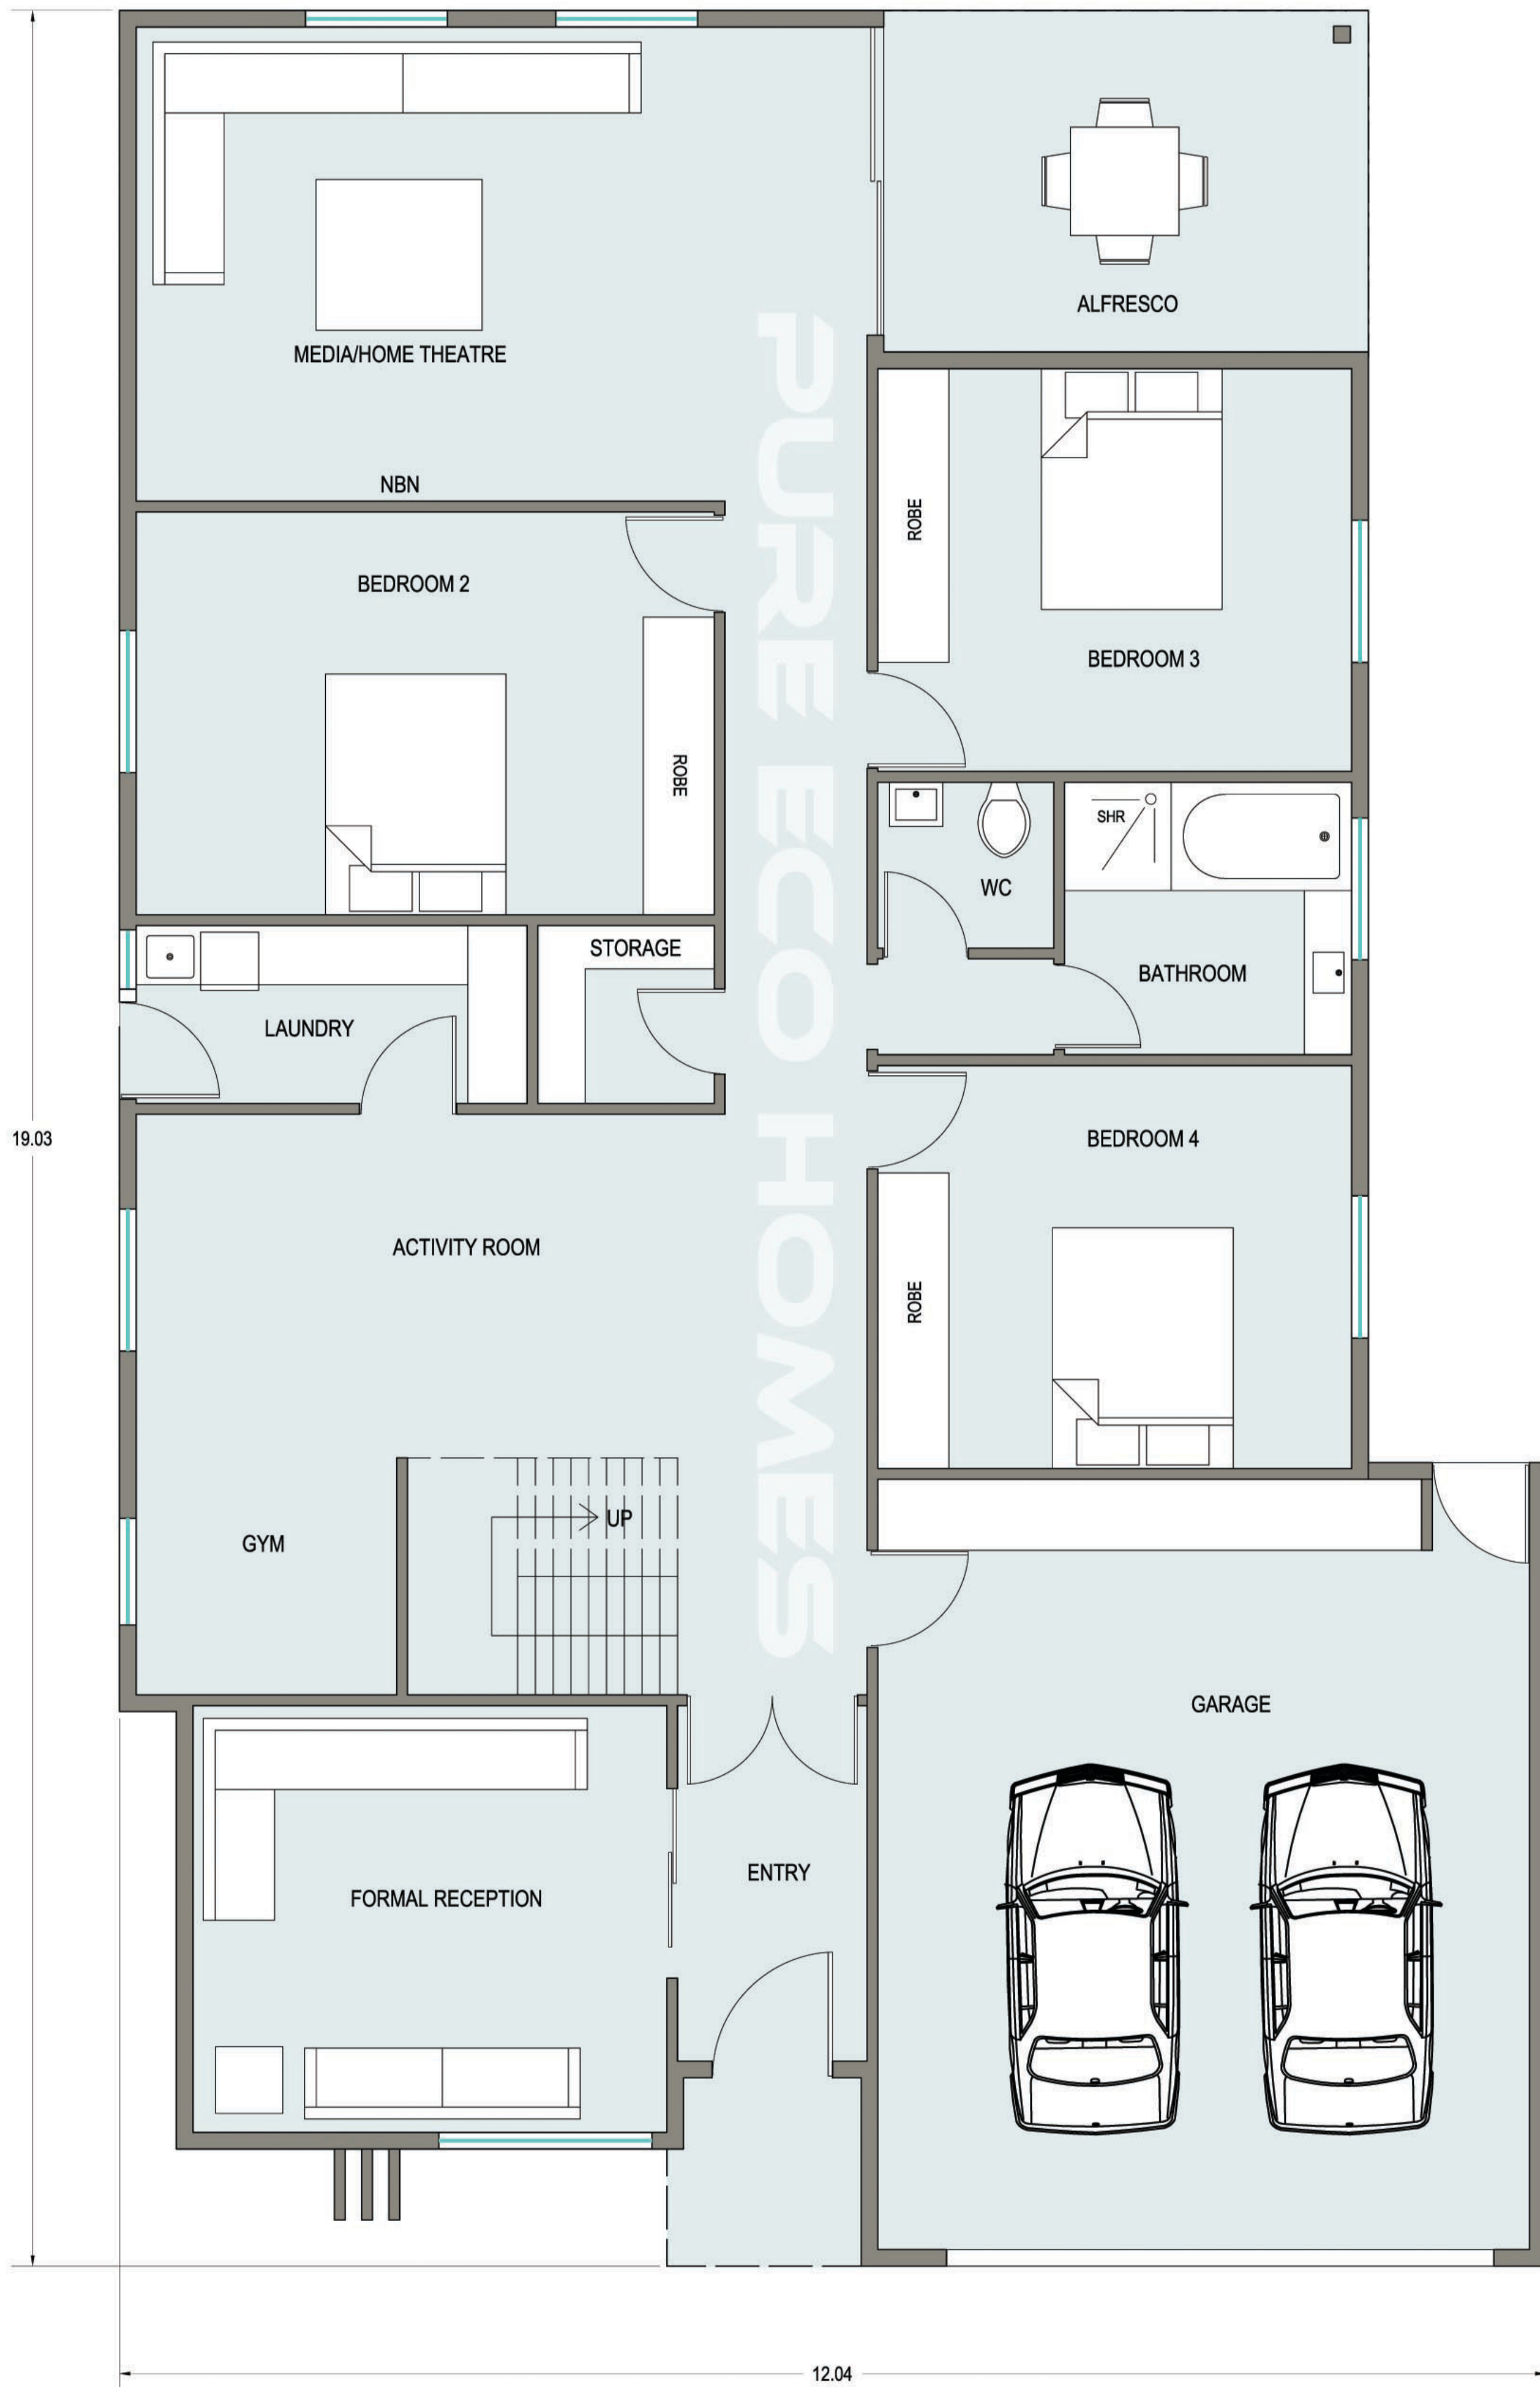 ALFRESCO
MEDIA/HOME THEATRE
NBN
ROBE
BEDROOM 2
BEDROOM 3
ROBE
SHR
WC
STORAGE
BATHROOM
LAUNDRY
19.03
BEDROOM 4
ACTIVITY ROOM
ROBE
UP
GYM
PURE ECO HOMES
GARAGE
ENTRY
FORMAL RECEPTION
12.04